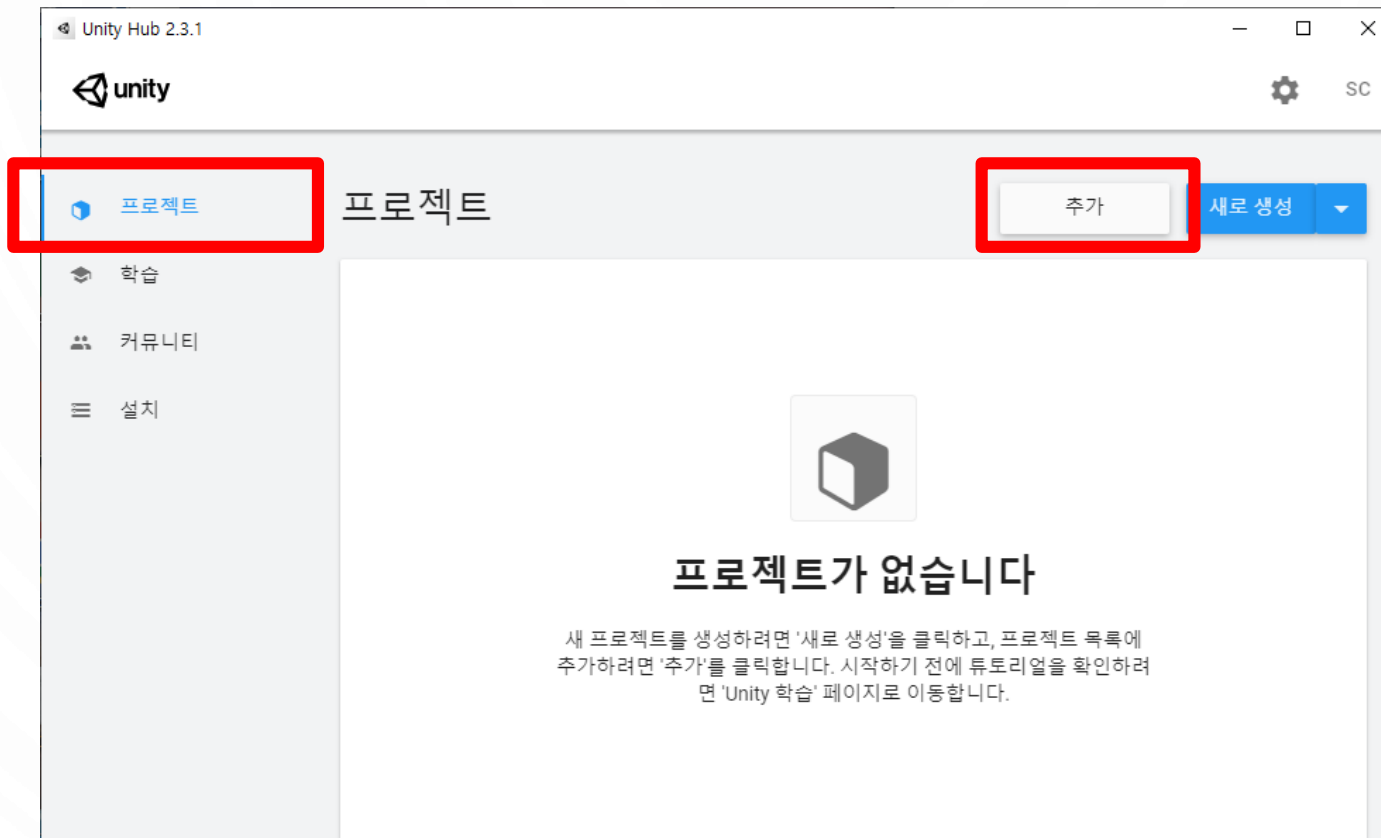 Unity Hub 2.3.1
unity
SC
프로젝트
프로젝트
추가
새로 생성
학습
커뮤니티
설치
프로젝트가 없습니다
새 프로젝트를 생성하려면 '새로 생성'을 클릭하고, 프로젝트 목록에
추가하려면 '추가'를 클릭합니다. 시작하기 전에 튜토리얼을 확인하려
면 'Unity 학습' 페이지로 이동합니다.